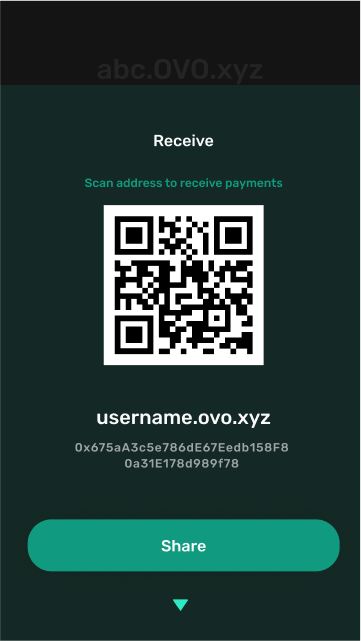 abc.OVO.xyz
Receive
Scan address to receive payments
username.ovo.xyz
0x675aA3c5e786dE67Eedb158F8
0a31E178d989f78
Share